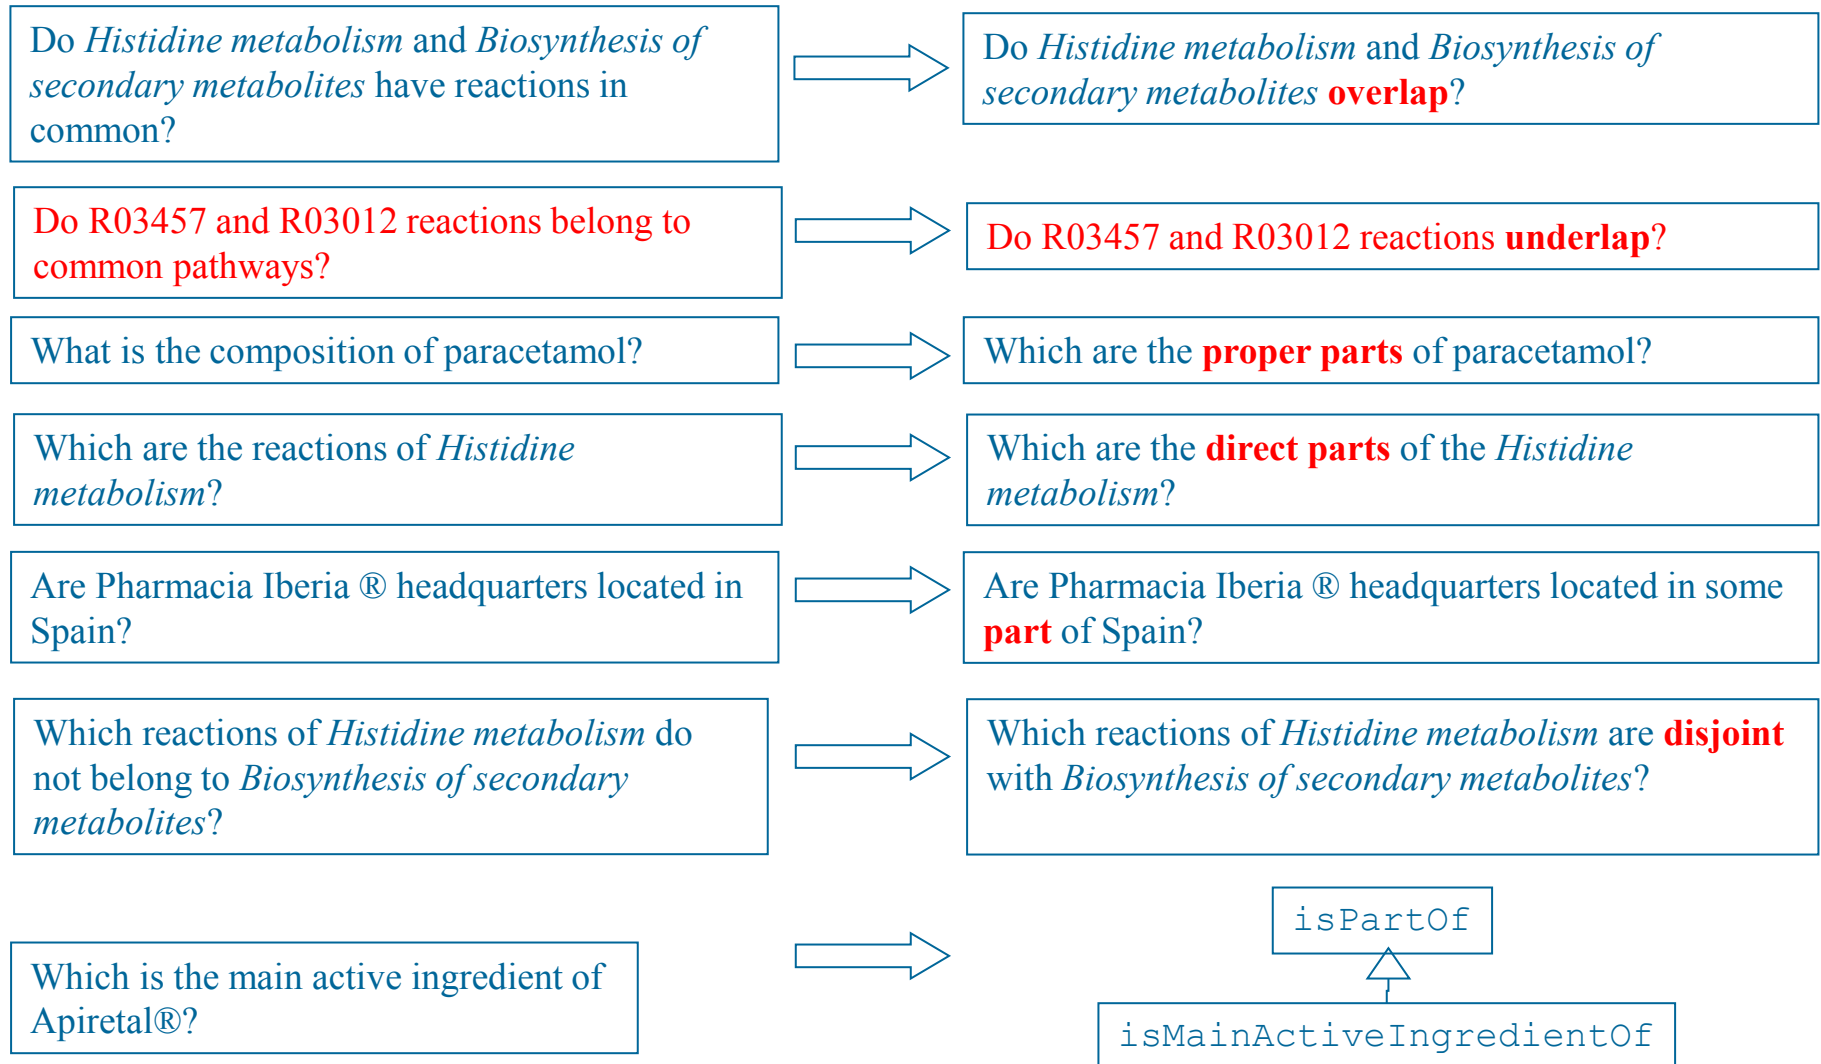 Do Histidine metabolism and Biosynthesis of
secondary metabolites have reactions in
common?
Do Histidine metabolism and Biosynthesis of
secondary metabolites overlap?
Do R03457 and R03012 reactions belong to
common pathways?
Do R03457 and R03012 reactions underlap?
What is the composition of paracetamol?
Which are the proper parts of paracetamol?
Which are the reactions of Histidine
metabolism?
Which are the direct parts of the Histidine
metabolism?
Are Pharmacia Iberia ® headquarters located in
Spain?
Are Pharmacia Iberia ® headquarters located in some
part of Spain?
Which reactions of Histidine metabolism do
not belong to Biosynthesis of secondary
metabolites?
Which reactions of Histidine metabolism are disjoint
with Biosynthesis of secondary metabolites?
Which is the main active ingredient of
Apiretal®?
isPartOf
isMainActiveIngredientOf